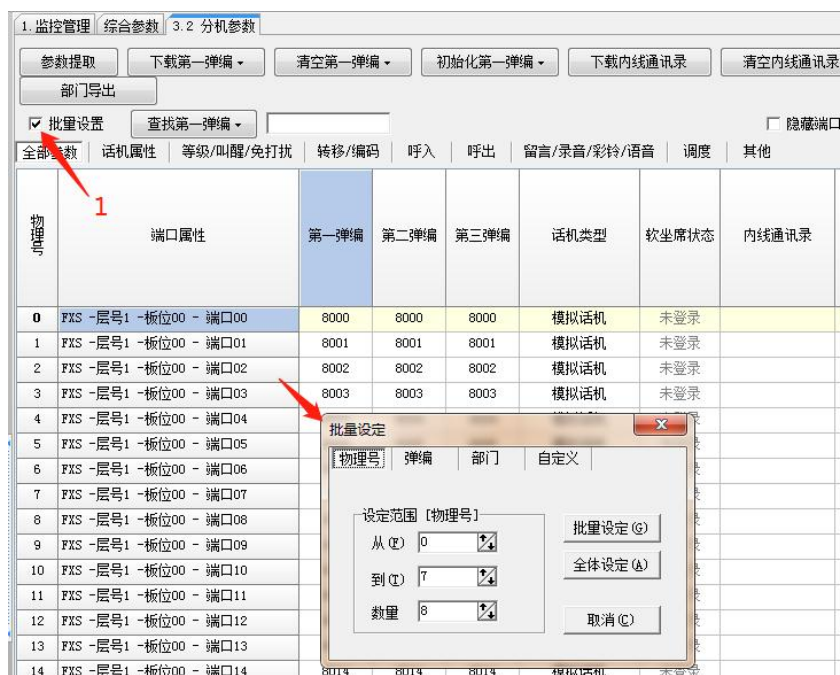 1.监控管理 综合参数 3.2 分机参数
参数提取 下载第一弹编 清空第一弹编 初始化第一弹编 下载内线通讯录 清空内线通讯录
部门导出
批量设置 查找第一弹编 隐藏端口
全部参数 话机属性 等级/叫醒/免打扰 转移/编码 呼入 呼出 留言/录音/彩铃/语音 调度 其他
1
物理号 端口属性 第一弹编 第二弹编 第三弹编 话机类型 软坐席状态 内线通讯录
0 FXS -层号1 -板位00 - 端口00 8000 8000 8000 模拟话机 未登录
1 FXS -层号1 -板位00 - 端口01 8001 8001 8001 模拟话机 未登录
2 FXS -层号1 -板位00 - 端口02 8002 8002 8002 模拟话机 未登录
3 FXS -层号1 -板位00 - 端口03 8003 8003 8003 模拟话机 未登录
4 FXS -层号1 -板位00 - 端口04
5 FXS -层号1 -板位00 - 端口05
6 FXS -层号1 -板位00 - 端口06
7 FXS -层号1 -板位00 - 端口07
8 FXS -层号1 -板位00 - 端口08
9 FXS -层号1 -板位00 - 端口09
10 FXS -层号1 -板位00 - 端口10
11 FXS -层号1 -板位00 - 端口11
12 FXS -层号1 -板位00 - 端口12
13 FXS -层号1 -板位00 - 端口13
14 FXS -层号1 -板位00 - 端口14 8014 8014 8014 模拟话机 未登录
批量设定
物理号 弹编 部门 自定义
设定范围 [物理号]
从(F) 0
到(T) 7
数量 8
批量设定(G)
全体设定(A)
取消(C)